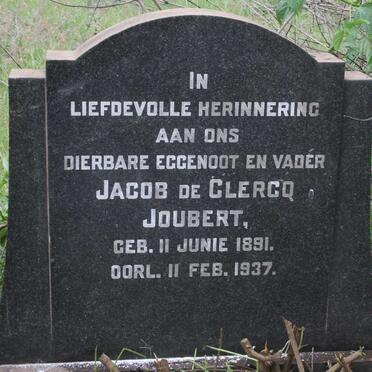 IN
LIEFDEVOLLE HERINNERING
AAN ONS
DIERBARE EGGENOOT EN VADER
JACOB DE CLERCQ
JOUBERT,
GEB. 11 JUNIE 1891.
OORL. 11 FEB. 1937.